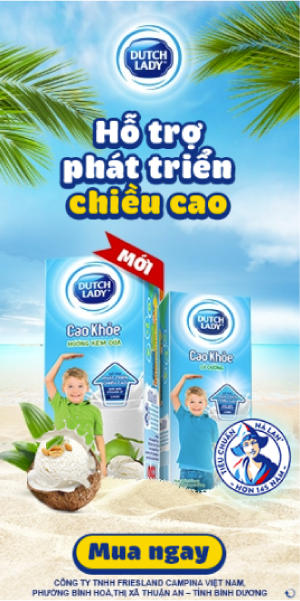 DUTCH
LADY
Hỗ trợ
phát triển
chiều cao
MỚI
DUTCH
LADY
Cao Khỏe
HƯƠNG KEM DỪA
DUTCH
LADY
Cao Khỏe
CÓ ĐƯỜNG
TIÊU CHUẨN HÀ LAN
HƠN 145 NĂM
Mua ngay
CÔNG TY TNHH FRIESLAND CAMPINA VIỆT NAM,
PHƯỜNG BÌNH HOÀ,THỊ XÃ THUẬN AN – TỈNH BÌNH DƯƠNG